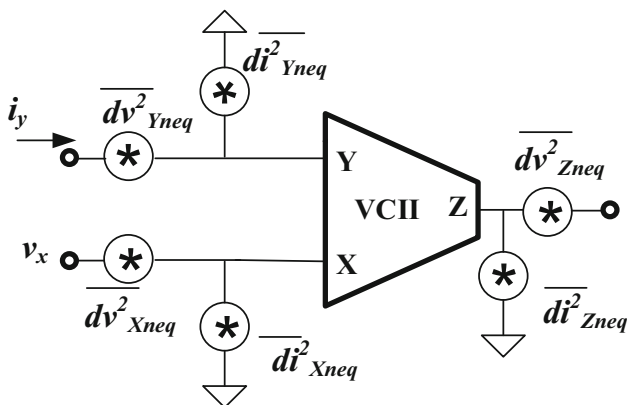 di²Yneq
iy
dv²Yneq
dv²Zneq
Y
VCII
Z
vx
X
dv²Xneq
di²Xneq
di²Zneq